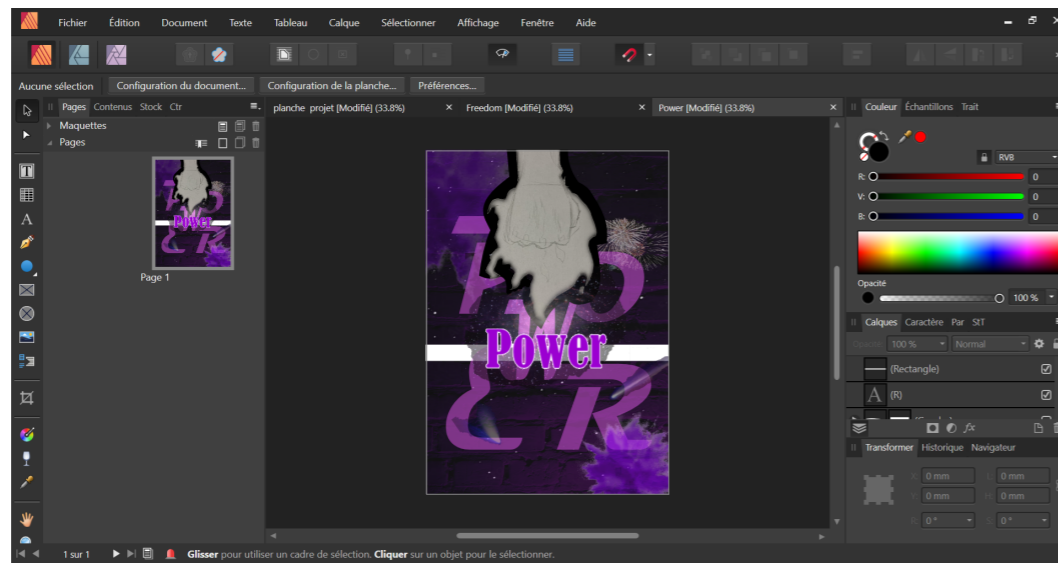 Fichier Édition Document Texte Tableau Calque Sélectionner Affichage Fenêtre Aide
Aucune sélection Configuration du document... Configuration de la planche... Préférences...
Pages Contenus Stock Ctr
planche projet [Modifié] (33.8%) × Freedom [Modifié] (33.8%) × Power [Modifié] (33.8%) ×
Couleur Échantillons Trait
Maquettes
Pages
RVB
R: 0
V: 0
B: 0
Power
Page 1
Opacité
100 %
Calques Caractère Par StT
Opacité: 100 % Normal
(Rectangle)
A (R)
fx
Transformer Historique Navigateur
X: 0 mm L: 0 mm
Y: 0 mm H: 0 mm
R: 0 ° S: 0 °
P O
W
Power
E R
1 sur 1 Glisser pour utiliser un cadre de sélection. Cliquer sur un objet pour le sélectionner.